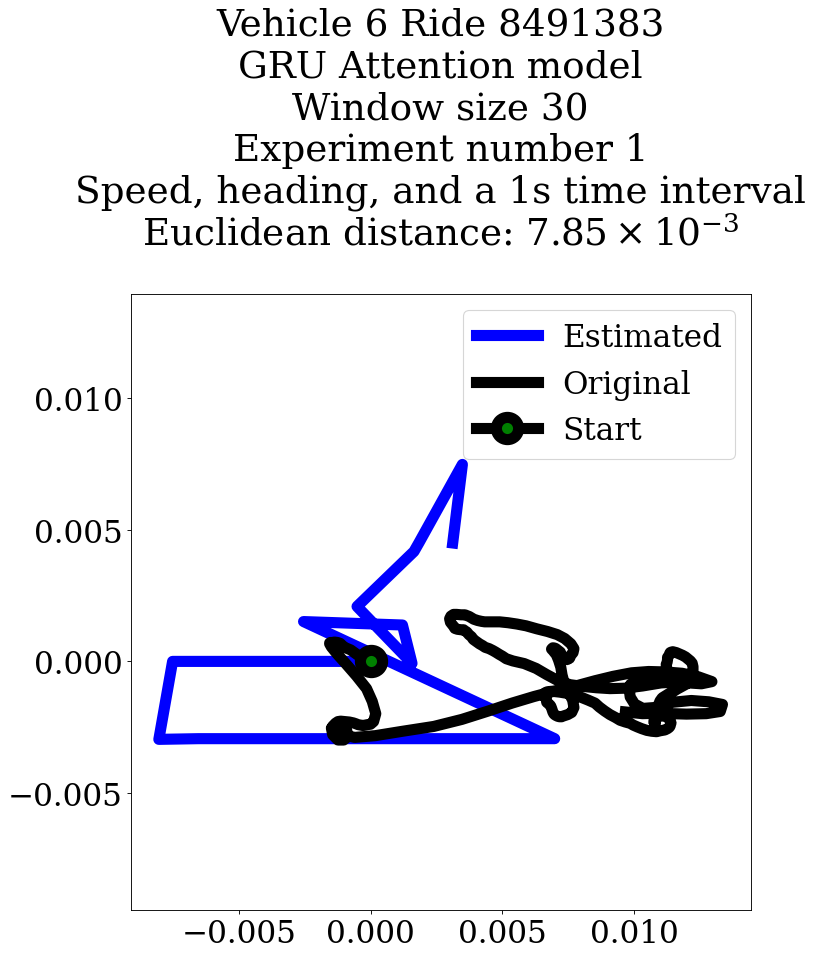 Vehicle 6 Ride 8491383
GRU Attention model
Window size 30
Experiment number 1
Speed, heading, and a 1s time interval
Euclidean distance: 7.85 × 10⁻³
Estimated
Original
Start
0.010
0.005
0.000
−0.005
−0.005 0.000 0.005 0.010